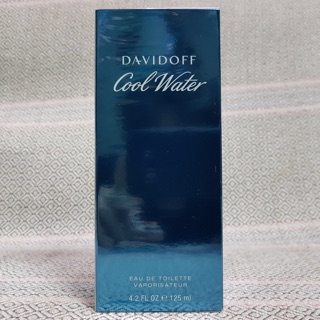 DAVIDOFF
Cool Water
EAU DE TOILETTE
VAPORISATEUR
4.2 FL OZ ℮ 125 ml